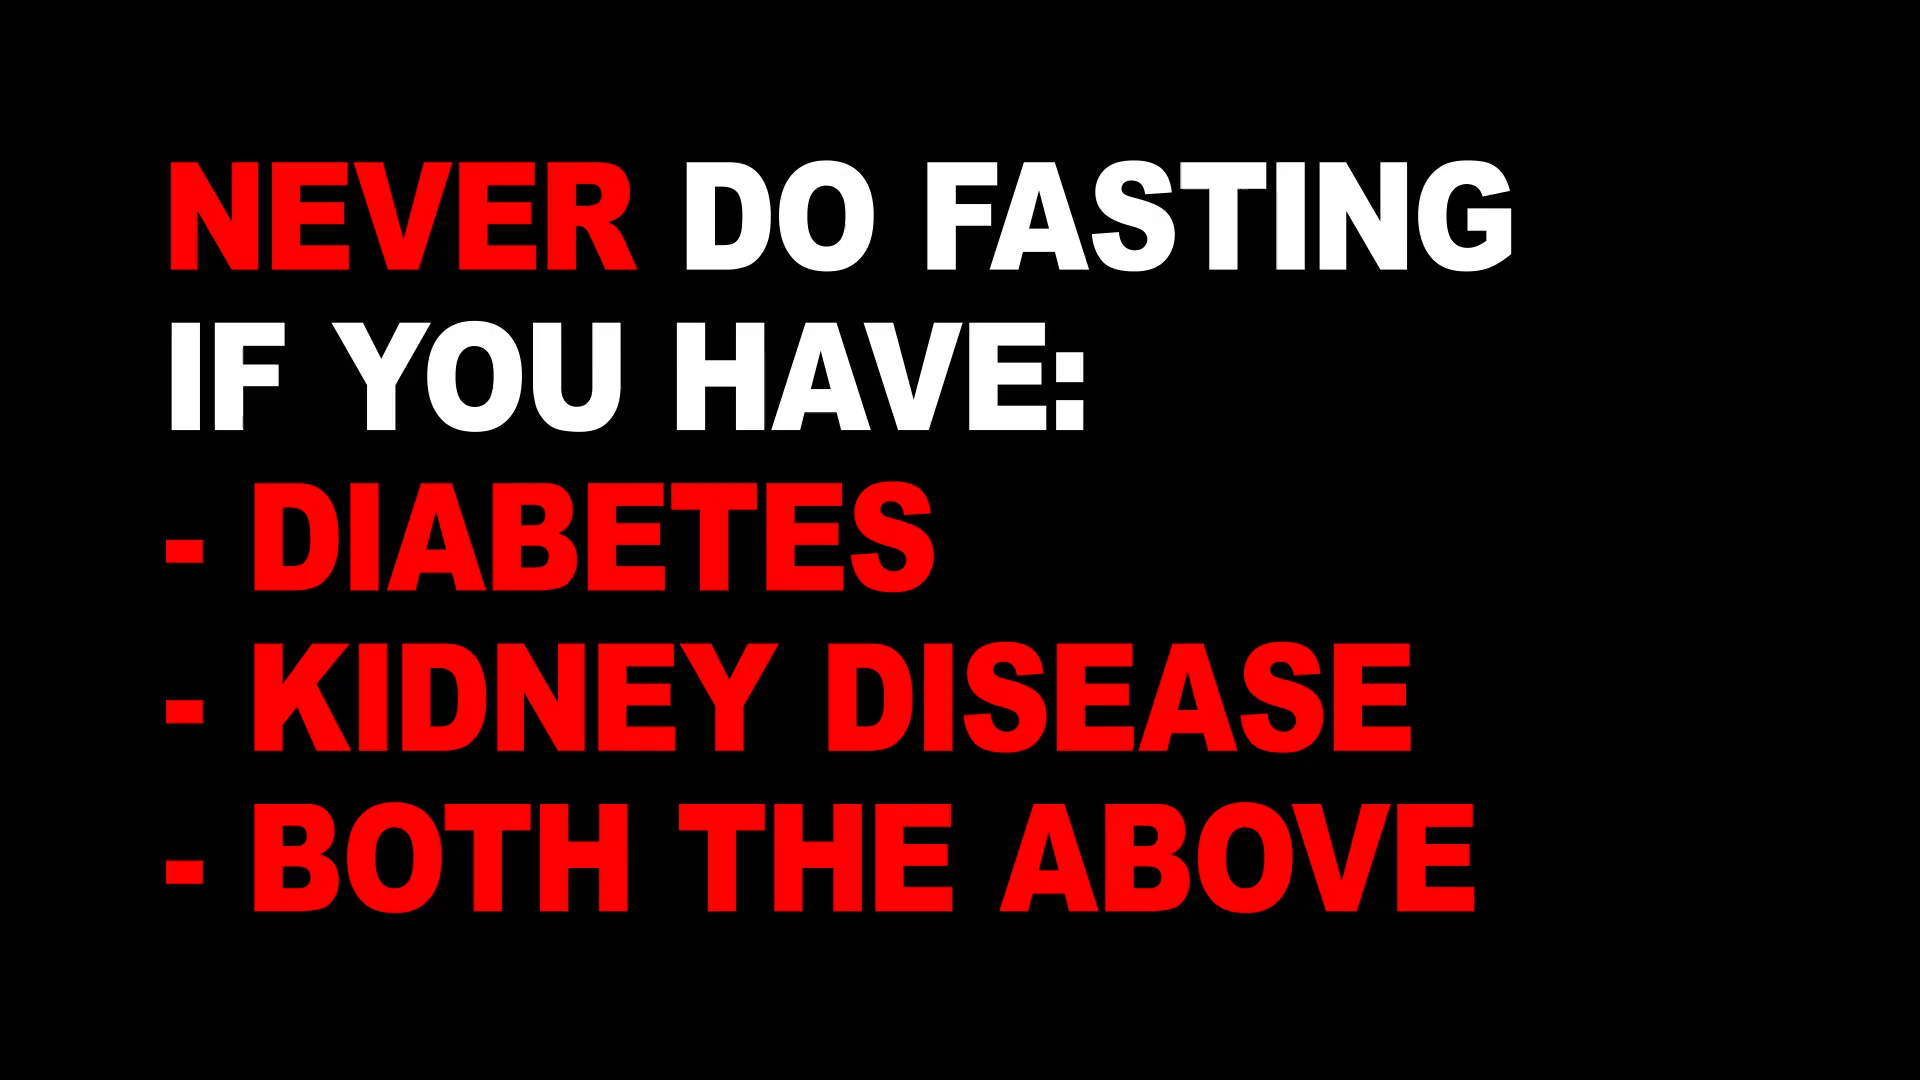 NEVER DO FASTING
IF YOU HAVE:
- DIABETES
- KIDNEY DISEASE
- BOTH THE ABOVE